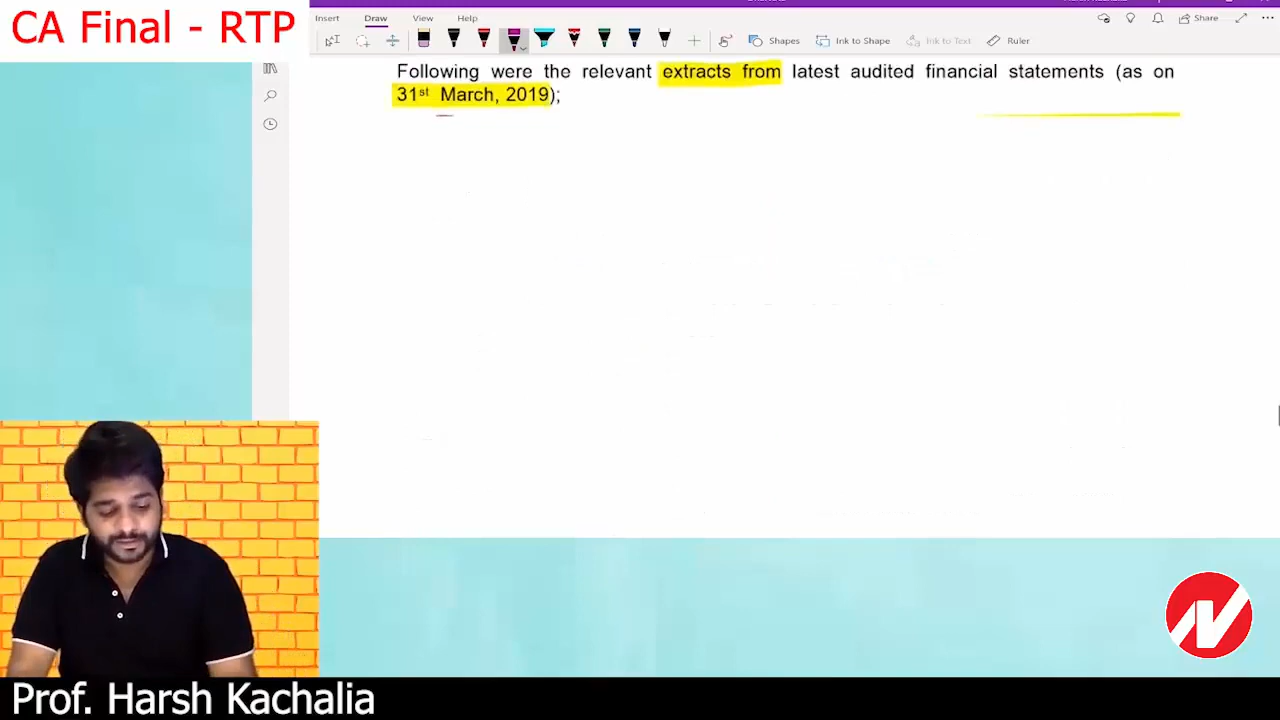 CA Final - RTP
Insert Draw View Help
Share
Shapes Ink to Shape Ink to Text Ruler
Following were the relevant extracts from latest audited financial statements (as on
31st March, 2019);
Prof. Harsh Kachalia